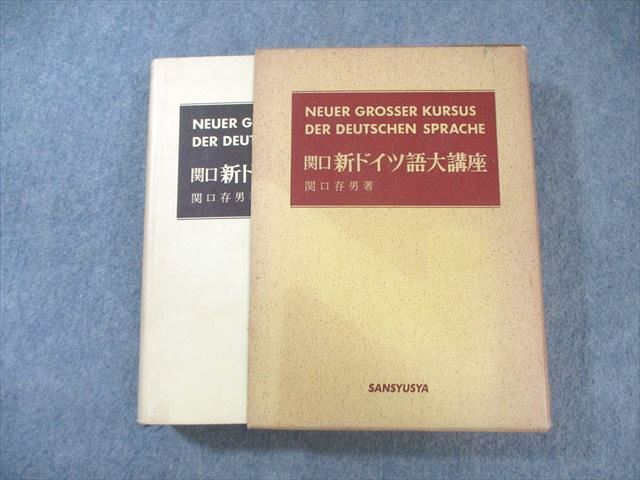 NEUER G
DER DEUT
関口 新ド
関口存男
NEUER GROSSER KURSUS
DER DEUTSCHEN SPRACHE
関口 新ドイツ語大講座
関口存男著
SANSYUSYA